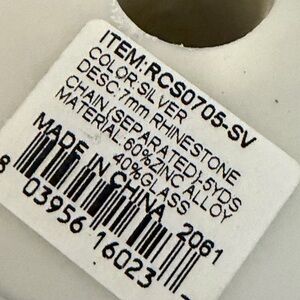 ITEM:RCS0705-SV
COLOR:SILVER
DESC:7mm RHINESTONE
CHAIN (SEPARATED),5YDS
MATERIAL:60%ZINC ALLOY
40%GLASS
MADE IN CHINA 2061
8 03956 16023